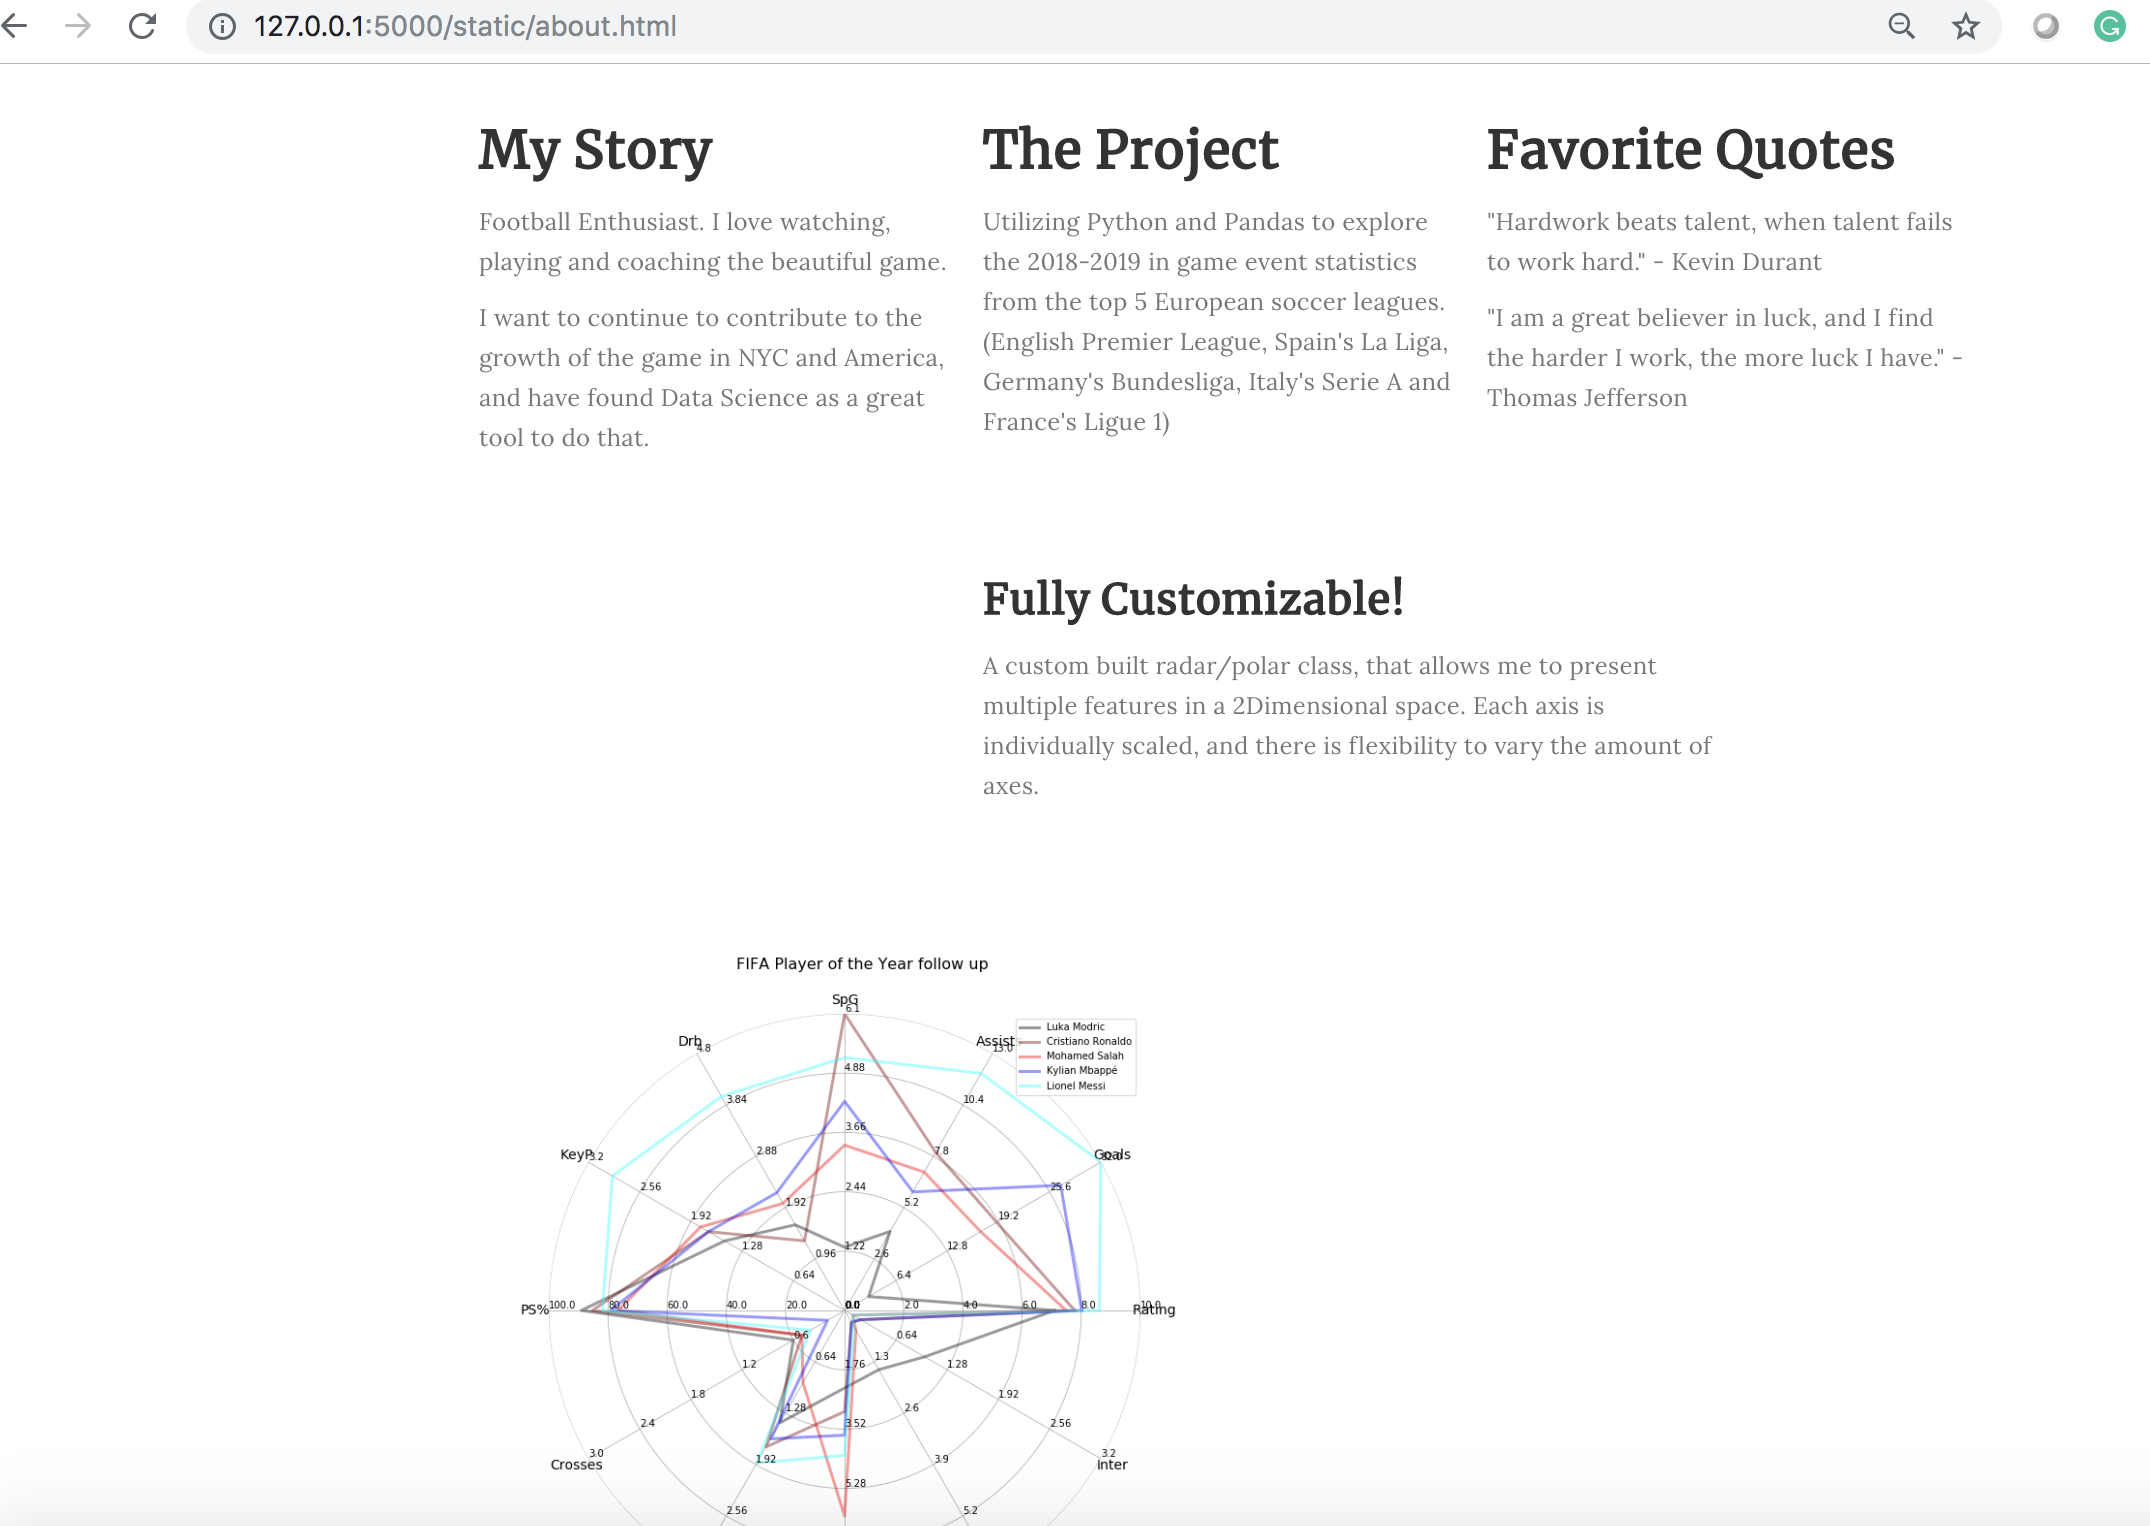 127.0.0.1:5000/static/about.html
My Story
Football Enthusiast. I love watching,
playing and coaching the beautiful game.
I want to continue to contribute to the
growth of the game in NYC and America,
and have found Data Science as a great
tool to do that.
The Project
Utilizing Python and Pandas to explore
the 2018-2019 in game event statistics
from the top 5 European soccer leagues.
(English Premier League, Spain's La Liga,
Germany's Bundesliga, Italy's Serie A and
France's Ligue 1)
Favorite Quotes
"Hardwork beats talent, when talent fails
to work hard." - Kevin Durant
"I am a great believer in luck, and I find
the harder I work, the more luck I have." -
Thomas Jefferson
Fully Customizable!
A custom built radar/polar class, that allows me to present
multiple features in a 2Dimensional space. Each axis is
individually scaled, and there is flexibility to vary the amount of
axes.
FIFA Player of the Year follow up
SpG
6.1
4.88
3.66
2.44
1.22
Assist
13.0
10.4
7.8
5.2
2.6
Luka Modric
Cristiano Ronaldo
Mohamed Salah
Kylian Mbappé
Lionel Messi
Drb
4.8
3.84
2.88
1.92
0.96
Goals
32.0
25.6
19.2
12.8
6.4
KeyP
3.2
2.56
1.92
1.28
0.64
PS%
100.0
80.0
60.0
40.0
20.0
0.0
2.0
4.0
6.0
8.0
10.0
Rating
0.6
1.2
1.8
2.4
3.0
Crosses
0.64
1.28
1.92
2.56
1.76
3.52
5.28
1.3
2.6
3.9
5.2
0.64
1.28
1.92
2.56
3.2
Inter